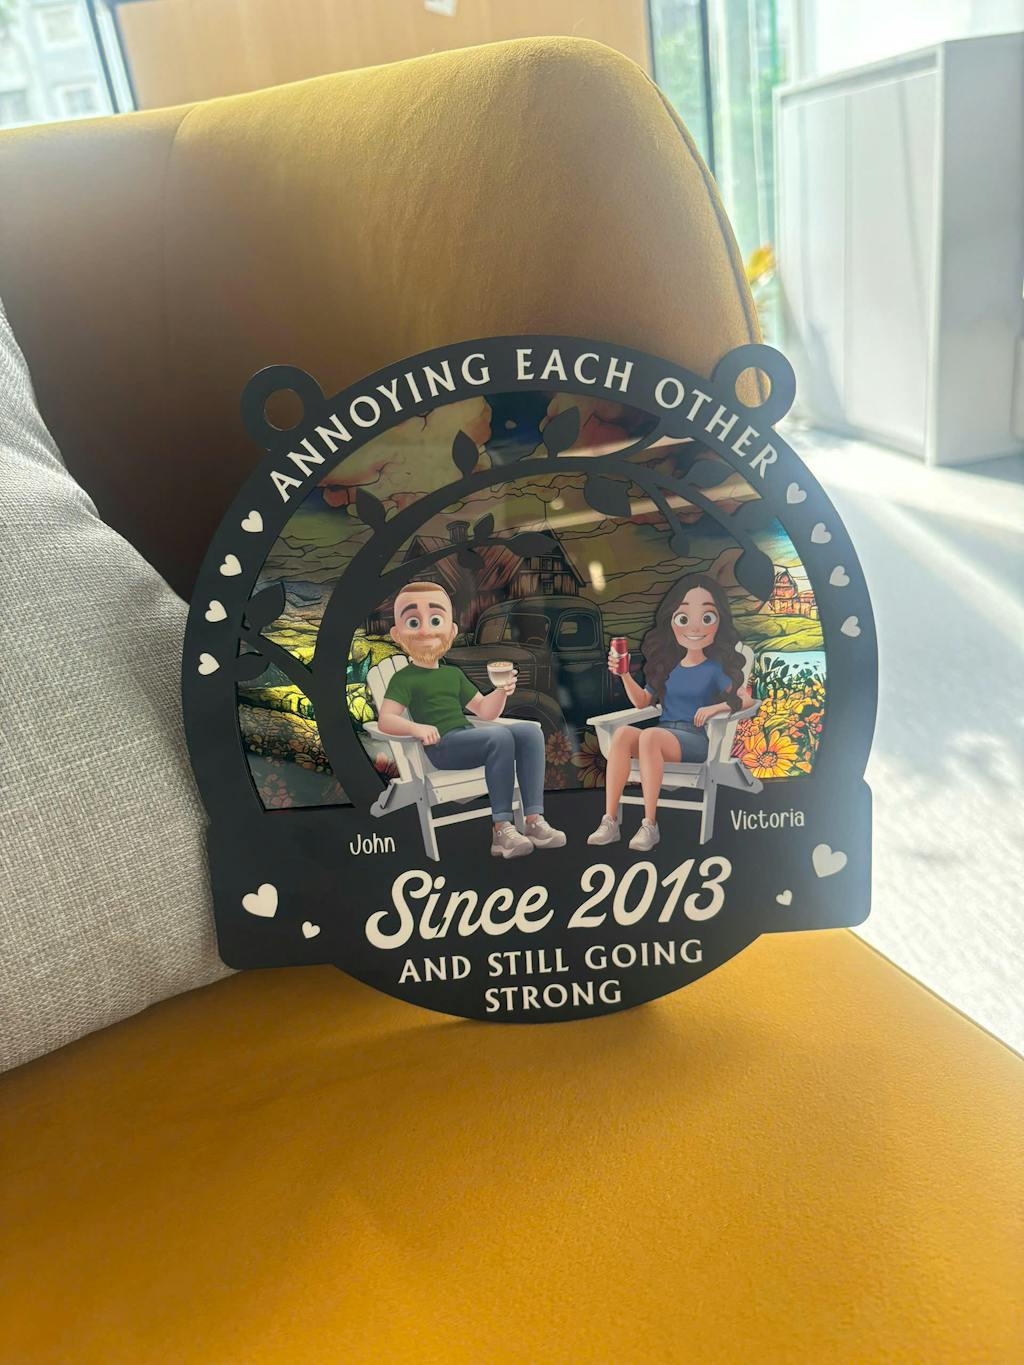 ANNOYING EACH OTHER
John
Victoria
Since 2013
AND STILL GOING
STRONG